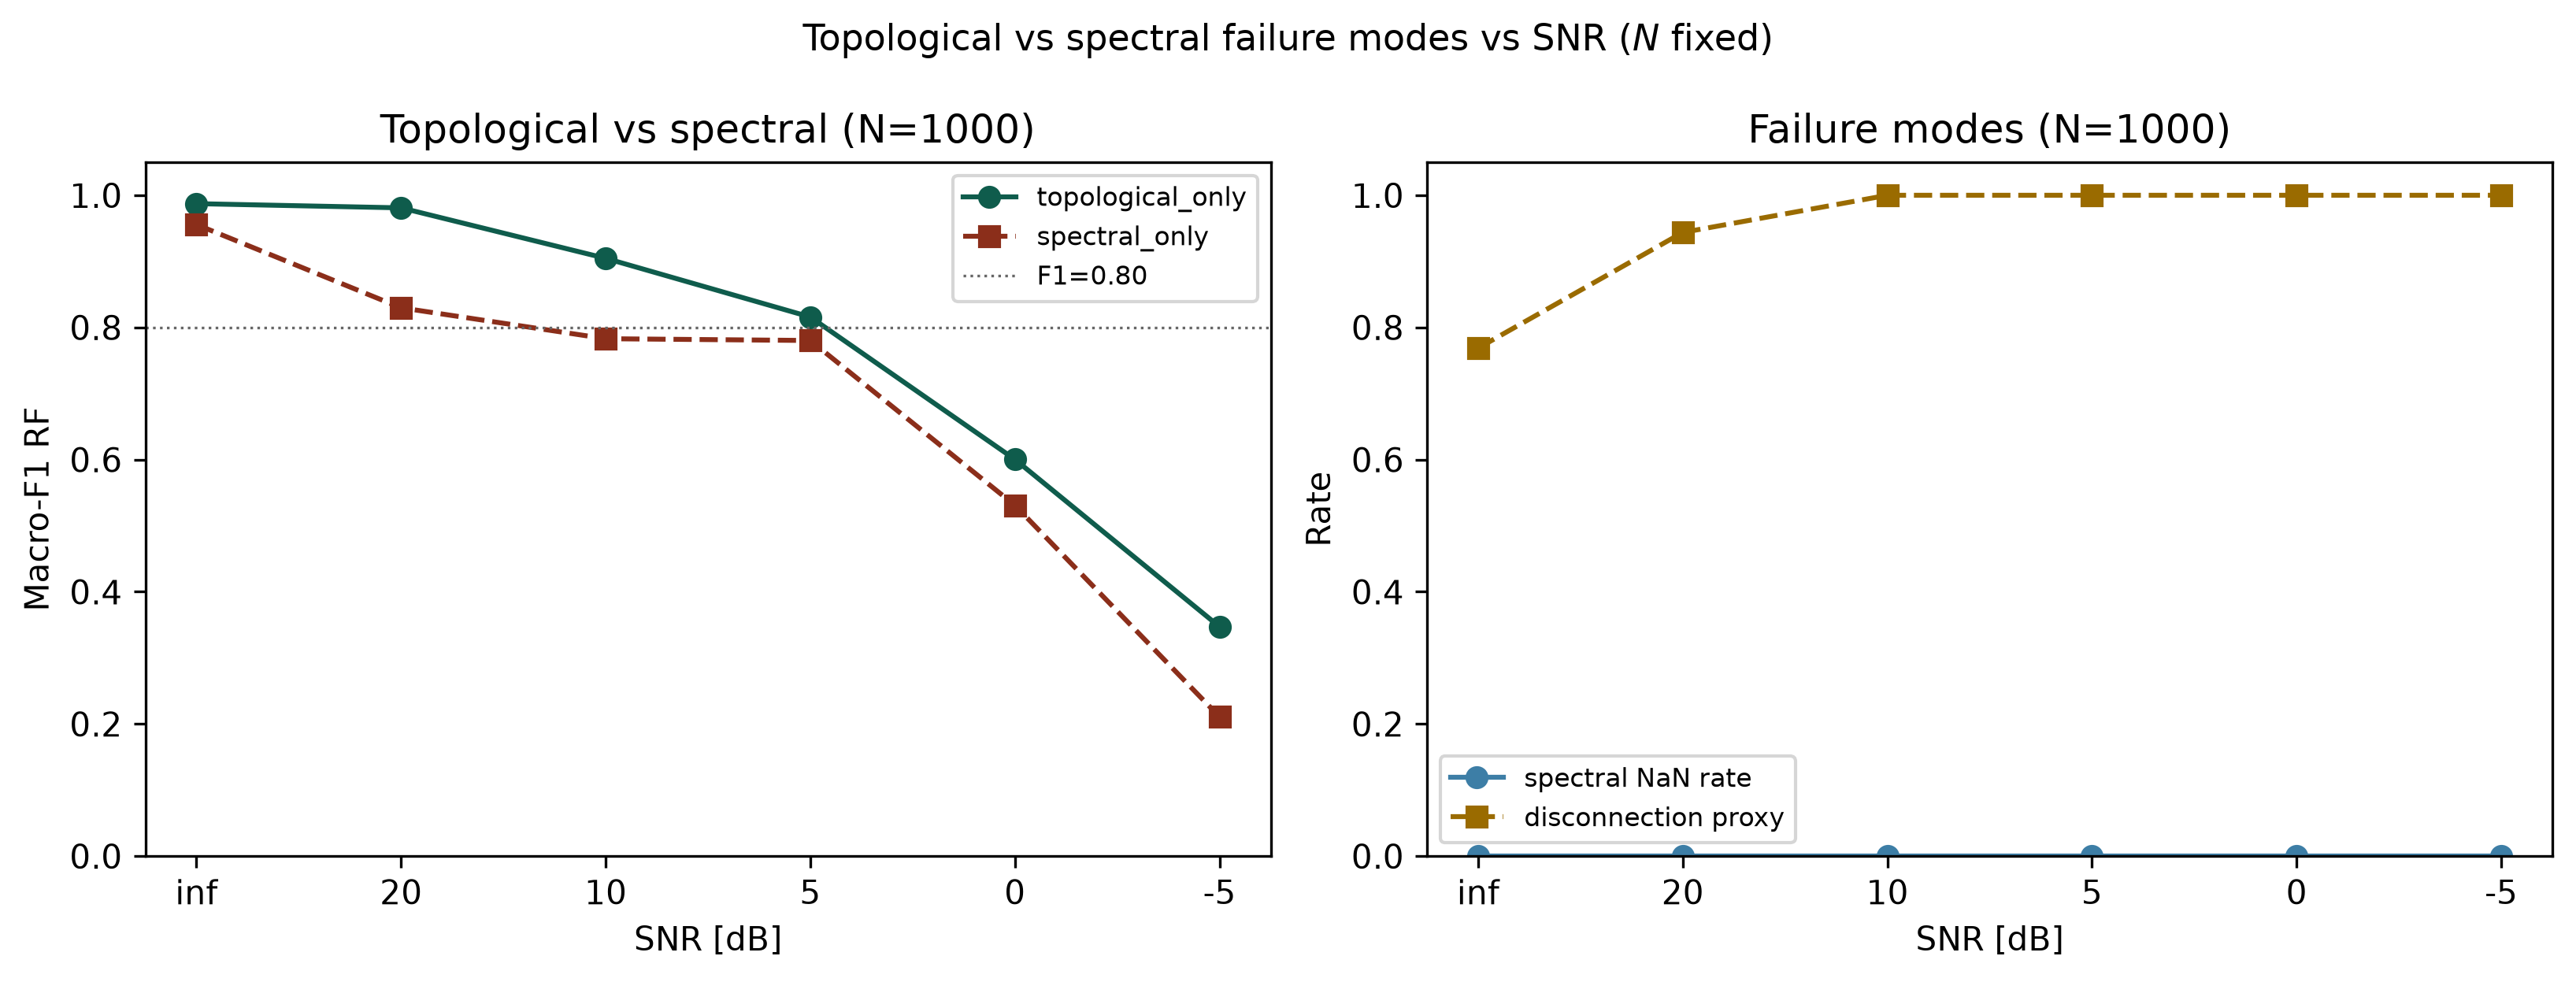 Topological vs spectral failure modes vs SNR (N fixed)
Topological vs spectral (N=1000)
Macro-F1 RF
1.0
0.8
0.6
0.4
0.2
0.0
topological_only
spectral_only
F1=0.80
inf 20 10 5 0 -5
SNR [dB]
Failure modes (N=1000)
Rate
1.0
0.8
0.6
0.4
0.2
0.0
spectral NaN rate
disconnection proxy
inf 20 10 5 0 -5
SNR [dB]